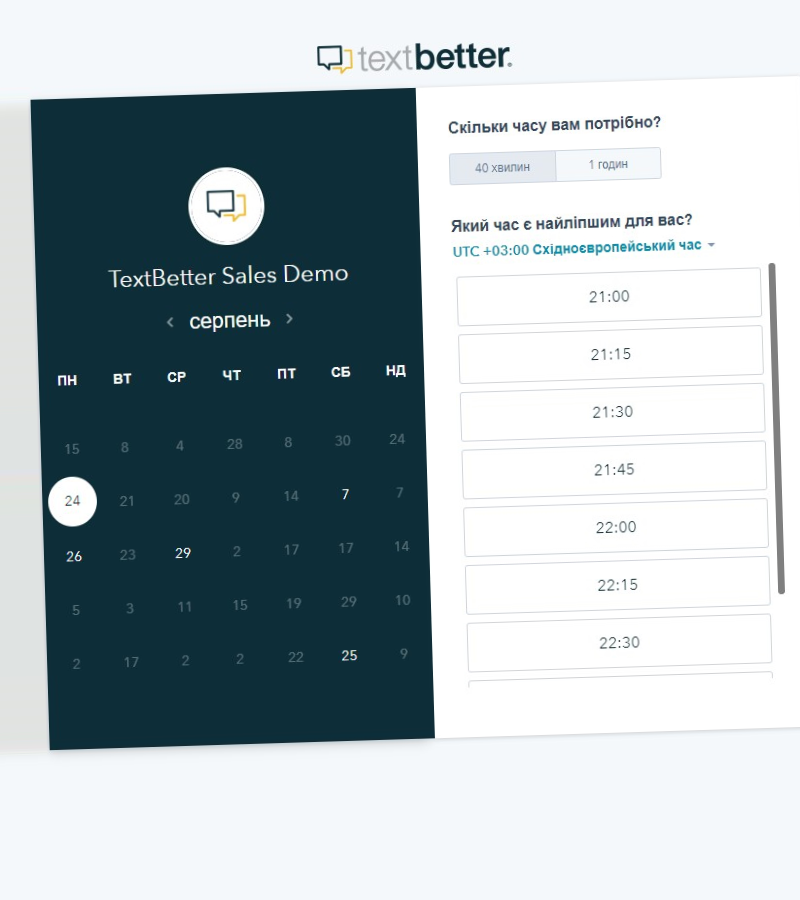 textbetter.
TextBetter Sales Demo
серпень
ПН ВТ СР ЧТ ПТ СБ НД
15 8 4 28 8 30 24
24 21 20 9 14 7 7
26 23 29 2 17 17 14
5 3 11 15 19 29 10
2 17 2 2 22 25 9
Скільки часу вам потрібно?
40 хвилин 1 годин
Який час є найліпшим для вас?
UTC +03:00 Східноєвропейський час
21:00
21:15
21:30
21:45
22:00
22:15
22:30